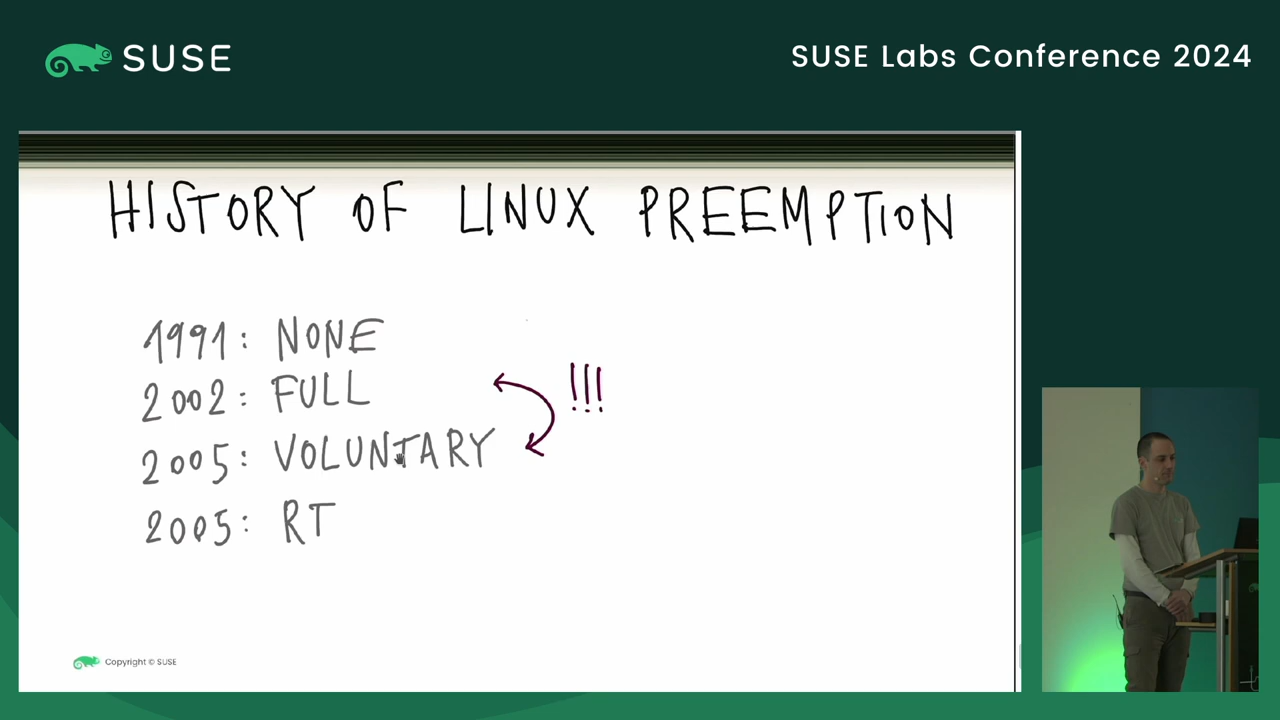 SUSE
SUSE Labs Conference 2024
HISTORY OF LINUX PREEMPTION
1991: NONE
2002: FULL
!!!
2005: VOLUNTARY
2005: RT
Copyright © SUSE